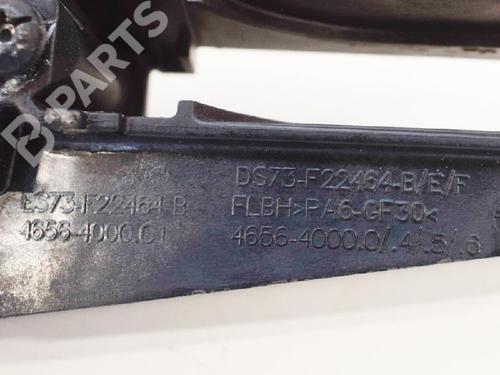 B-PARTS
ES73-F22464-B
4656-4000.01
DS73-F22464-B/E/F
FLBH>PA6-GF30<
4656-4000.0/.4/.5/.6